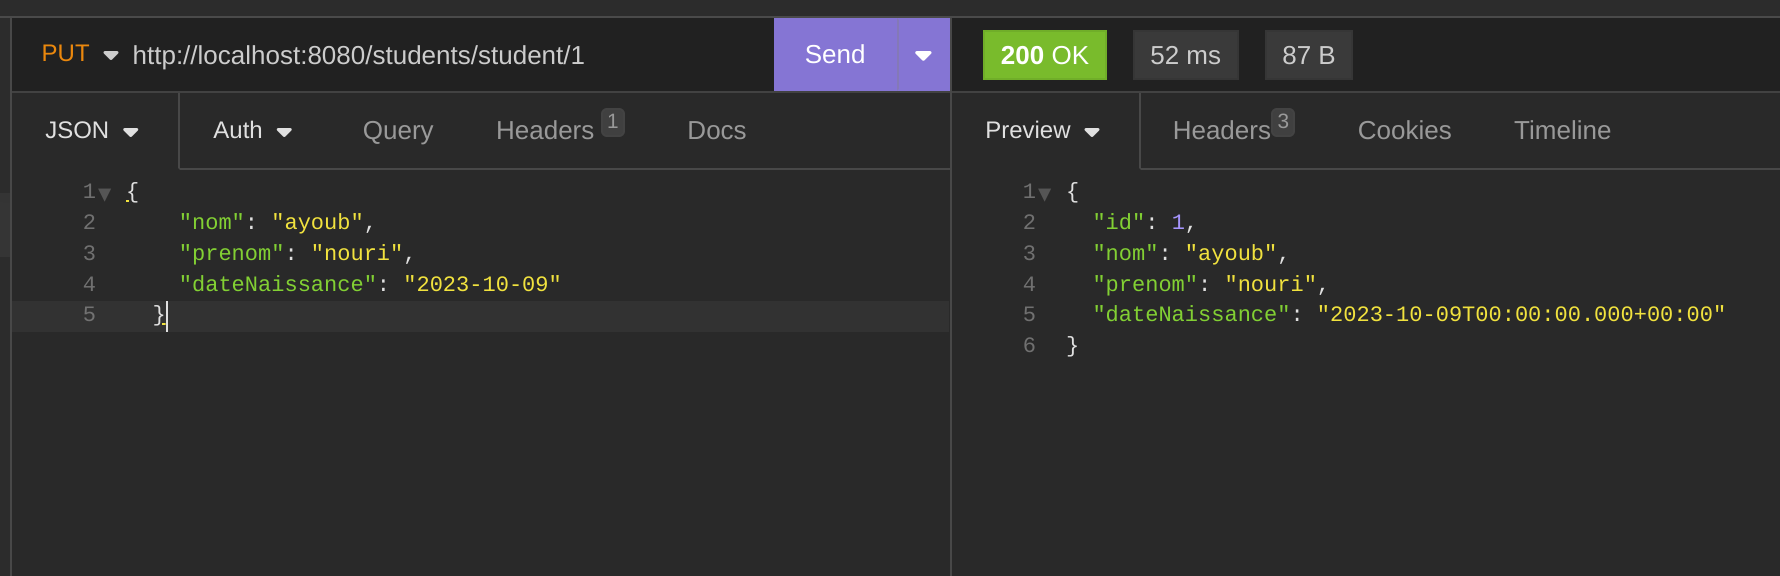 PUT http://localhost:8080/students/student/1 Send
200 OK 52 ms 87 B
JSON Auth Query Headers 1 Docs
1 {
2 "nom": "ayoub",
3 "prenom": "nouri",
4 "dateNaissance": "2023-10-09"
5 }
Preview Headers 3 Cookies Timeline
1 {
2 "id": 1,
3 "nom": "ayoub",
4 "prenom": "nouri",
5 "dateNaissance": "2023-10-09T00:00:00.000+00:00"
6 }